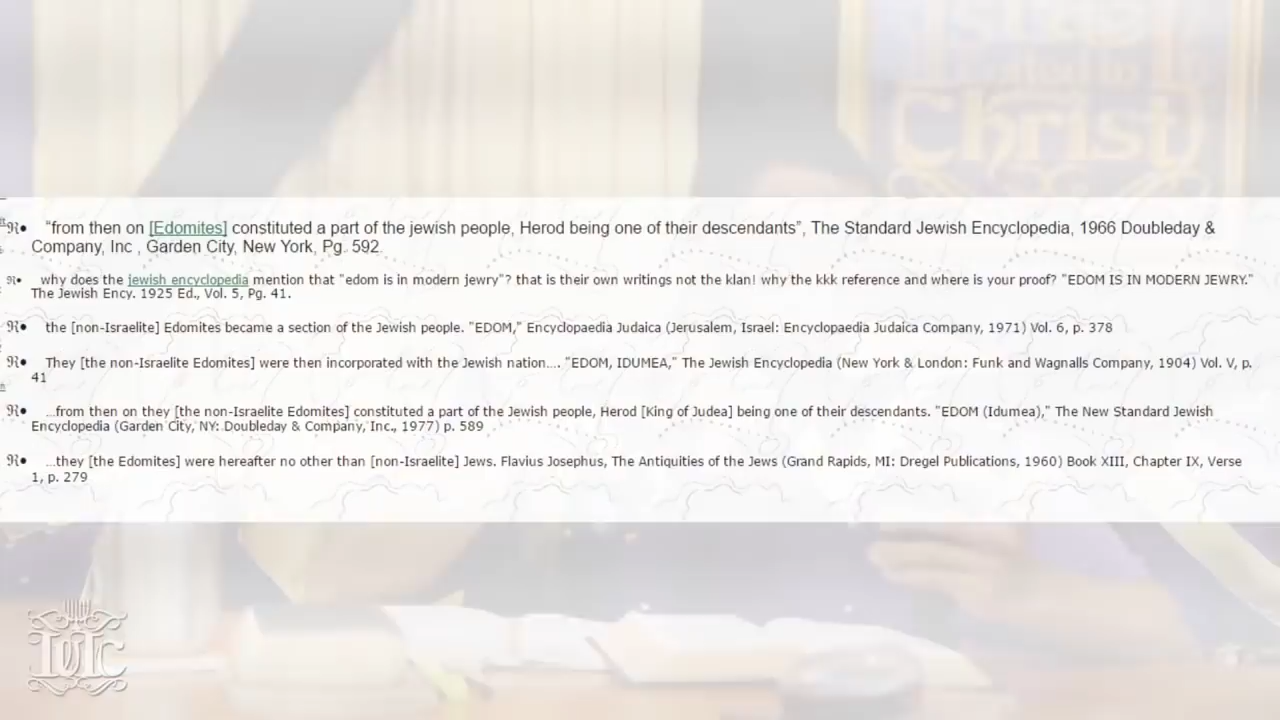 Israel
United In
Christ
ℜ• “from then on [Edomites] constituted a part of the jewish people, Herod being one of their descendants”, The Standard Jewish Encyclopedia, 1966 Doubleday &
Company, Inc , Garden City, New York, Pg. 592.
ℜ• why does the jewish encyclopedia mention that "edom is in modern jewry"? that is their own writings not the klan! why the kkk reference and where is your proof? "EDOM IS IN MODERN JEWRY."
The Jewish Ency. 1925 Ed., Vol. 5, Pg. 41.
ℜ• the [non-Israelite] Edomites became a section of the Jewish people. "EDOM," Encyclopaedia Judaica (Jerusalem, Israel: Encyclopaedia Judaica Company, 1971) Vol. 6, p. 378
ℜ• They [the non-Israelite Edomites] were then incorporated with the Jewish nation.... "EDOM, IDUMEA," The Jewish Encyclopedia (New York & London: Funk and Wagnalls Company, 1904) Vol. V, p.
41
ℜ• ...from then on they [the non-Israelite Edomites] constituted a part of the Jewish people, Herod [King of Judea] being one of their descendants. "EDOM (Idumea)," The New Standard Jewish
Encyclopedia (Garden City, NY: Doubleday & Company, Inc., 1977) p. 589
ℜ• ...they [the Edomites] were hereafter no other than [non-Israelite] Jews. Flavius Josephus, The Antiquities of the Jews (Grand Rapids, MI: Dregel Publications, 1960) Book XIII, Chapter IX, Verse
1, p. 279
IUIC